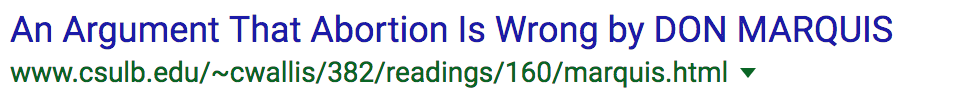 An Argument That Abortion Is Wrong by DON MARQUIS
www.csulb.edu/~cwallis/382/readings/160/marquis.html